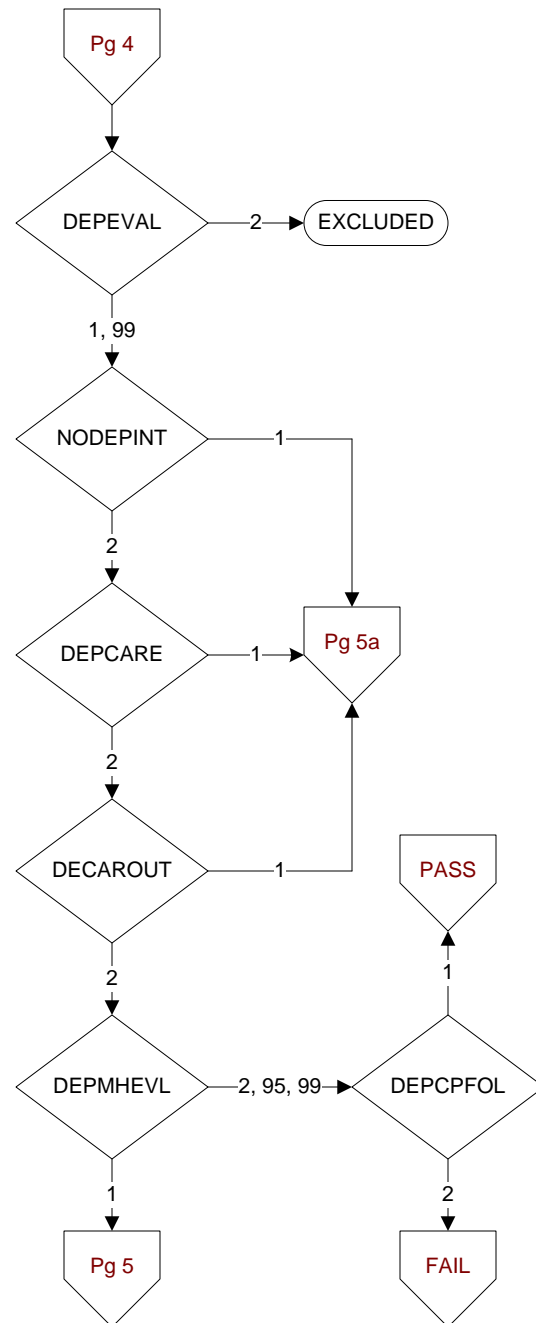 Pg 4
DEPEVAL
2
EXCLUDED
1, 99
NODEPINT
1
2
DEPCARE
1
Pg 5a
2
DECAROUT
1
PASS
2
1
DEPMHEVL
2, 95, 99
DEPCPFOL
1
2
Pg 5
FAIL